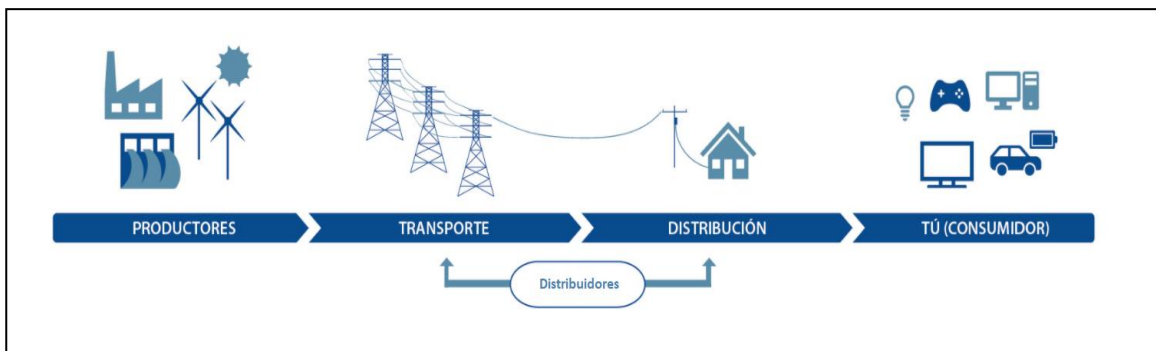 PRODUCTORES
TRANSPORTE
DISTRIBUCIÓN
TÚ (CONSUMIDOR)
Distribuidores